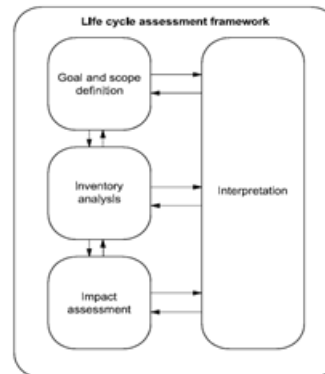 Life cycle assessment framework
Goal and scope
definition
Inventory
analysis
Interpretation
Impact
assessment